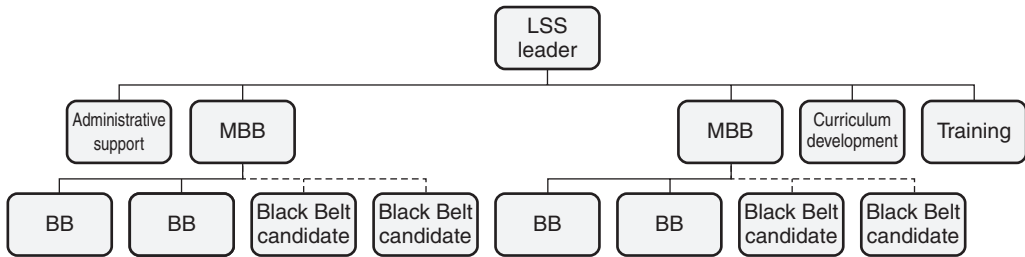 LSS
leader
Administrative
support
MBB
MBB
Curriculum
development
Training
BB
BB
Black Belt
candidate
Black Belt
candidate
BB
BB
Black Belt
candidate
Black Belt
candidate